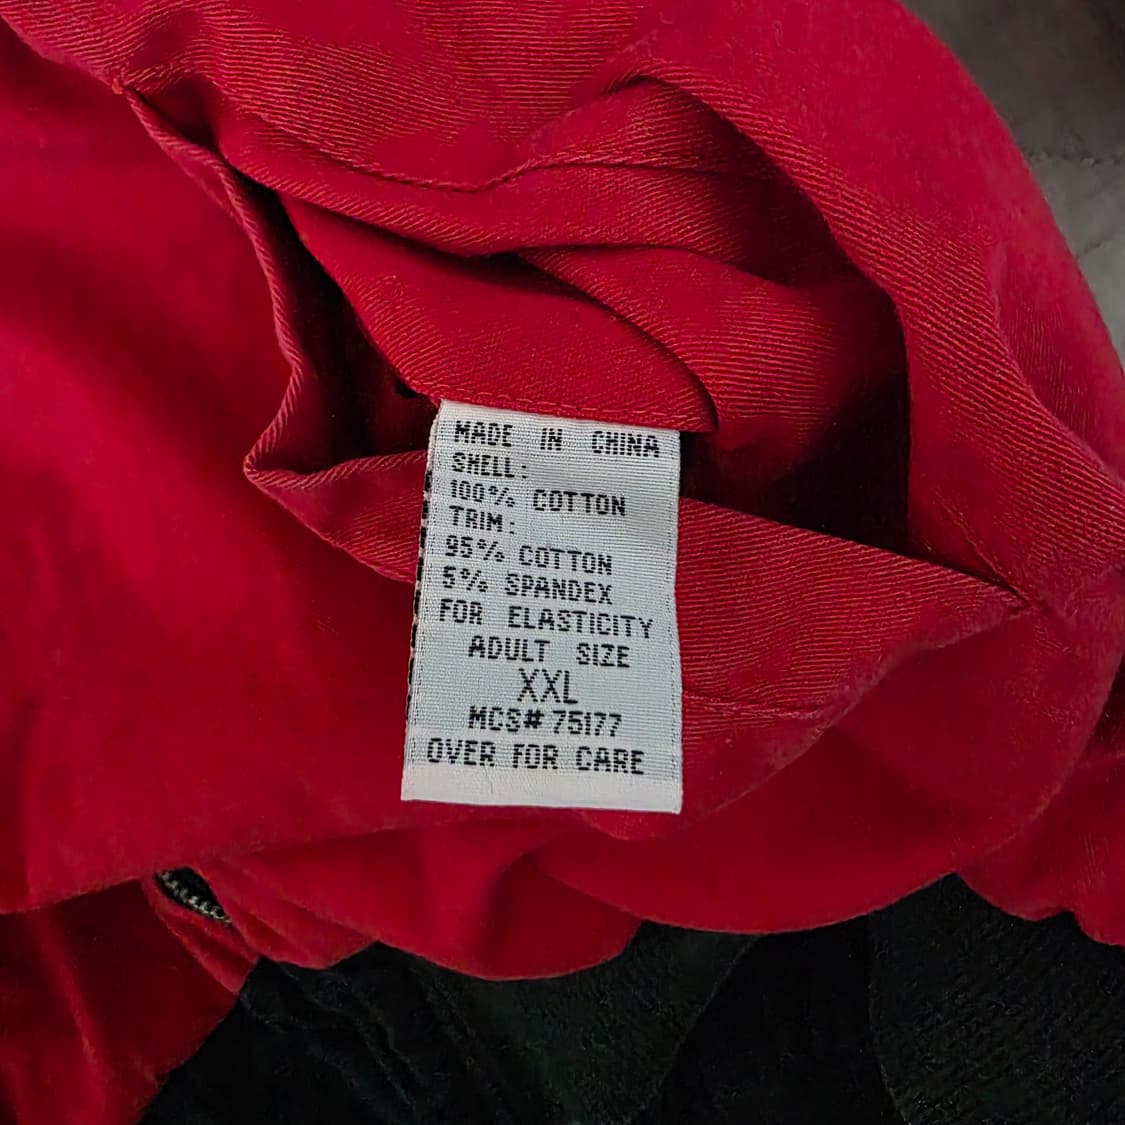 MADE IN CHINA
SHELL:
100% COTTON
TRIM:
95% COTTON
5% SPANDEX
FOR ELASTICITY
ADULT SIZE
XXL
MCS# 75177
OVER FOR CARE